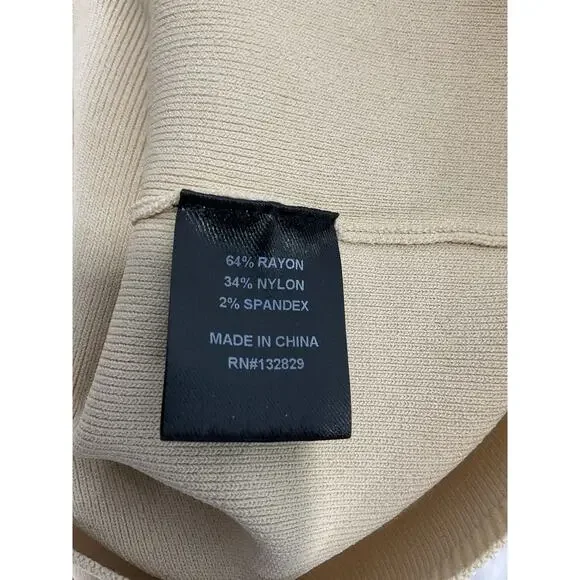 64% RAYON
34% NYLON
2% SPANDEX
MADE IN CHINA
RN#132829